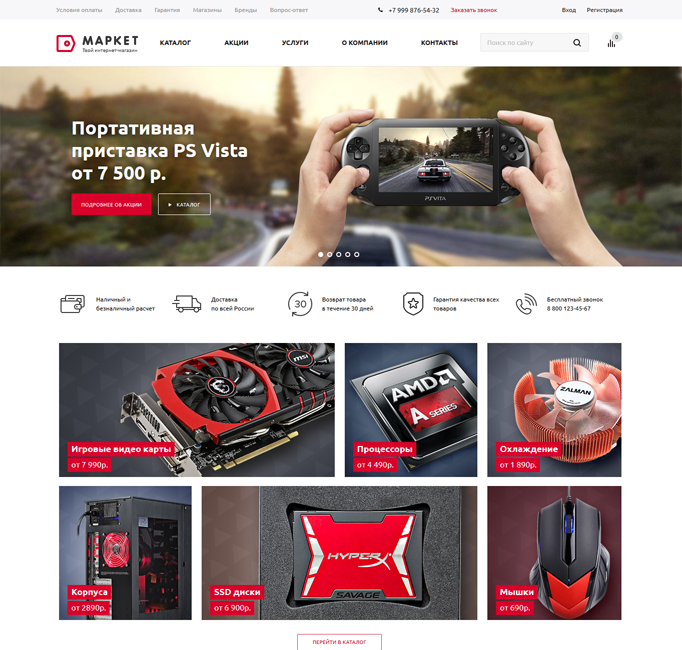 Условия оплаты Доставка Гарантия Магазины Бренды Вопрос-ответ +7 999 876-54-32 Заказать звонок Вход Регистрация
МАРКЕТ
Твой интернет-магазин
КАТАЛОГ АКЦИИ УСЛУГИ О КОМПАНИИ КОНТАКТЫ Поиск по сайту 0
Портативная
приставка PS Vista
от 7 500 р.
ПОДРОБНЕЕ ОБ АКЦИИ КАТАЛОГ
PSVITA
Наличный и
безналичный расчет
Доставка
по всей России
30
Возврат товара
в течение 30 дней
Гарантия качества всех
товаров
Бесплатный звонок
8 800 123-45-67
msi
Игровые видео карты
от 7 990р.
AMD
A SERIES
Процессоры
от 4 490р.
ZALMAN
Охлаждение
от 1 890р.
Корпуса
от 2890р.
HYPERX
SAVAGE
SSD диски
от 6 900р.
Мышки
от 690р.
ПЕРЕЙТИ В КАТАЛОГ